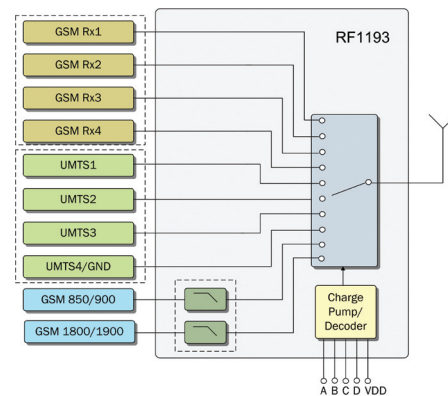 RF1193
GSM Rx1
GSM Rx2
GSM Rx3
GSM Rx4
UMTS1
UMTS2
UMTS3
UMTS4/GND
GSM 850/900
GSM 1800/1900
Charge
Pump/
Decoder
A B C D VDD